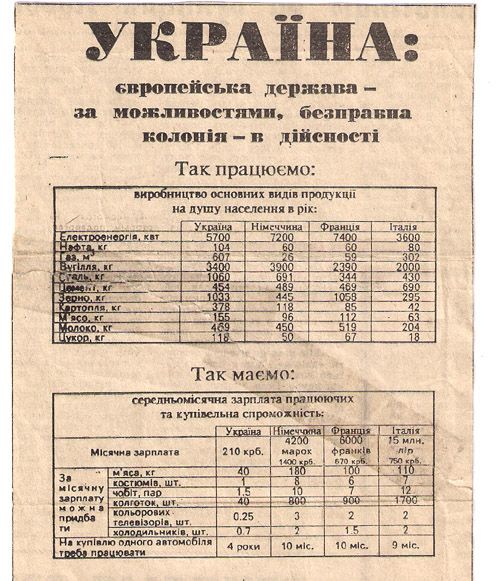 УКРАЇНА:
європейська держава –
за можливостями, безправна
колонія – в дійсності
Так працюємо:
виробництво основних видів продукції
на душу населення в рік:
Україна Німеччини Франція Італія
Електроенергія, квт 5700 7200 7400 3600
Нафта, кг 104 60 60 80
Газ, м³ 607 26 59 302
Вугілля, кг 3400 3900 2390 2000
Сталь, кг 1060 691 344 430
Цемент, кг 454 489 469 690
Зерно, кг 1033 445 1058 295
Картопля, кг 378 118 85 42
М'ясо, кг 155 96 112 63
Молоко, кг 469 450 519 204
Цукор, кг 118 50 67 18
Так маємо:
середньомісячна зарплата працюючих
та купівельна спроможність:
Україна Німеччина Франція Італія
Місячна зарплата 210 крб. 4200 марок 1400 крб. 6000 франків 670 крб. 15 млн. лір 750 крб.
За місячну зарплату можна придбати
м'яса, кг 40 180 100 110
костюмів, шт. 1 8 6 7
чобіт, пар 1.5 10 7 12
колготок, шт. 40 800 900 1700
кольорових телевізорів, шт. 0.25 3 2 2
холодильників, шт. 0.7 2 1.5 2
На купівлю одного автомобіля треба працювати 4 роки 10 міс. 10 міс. 9 міс.